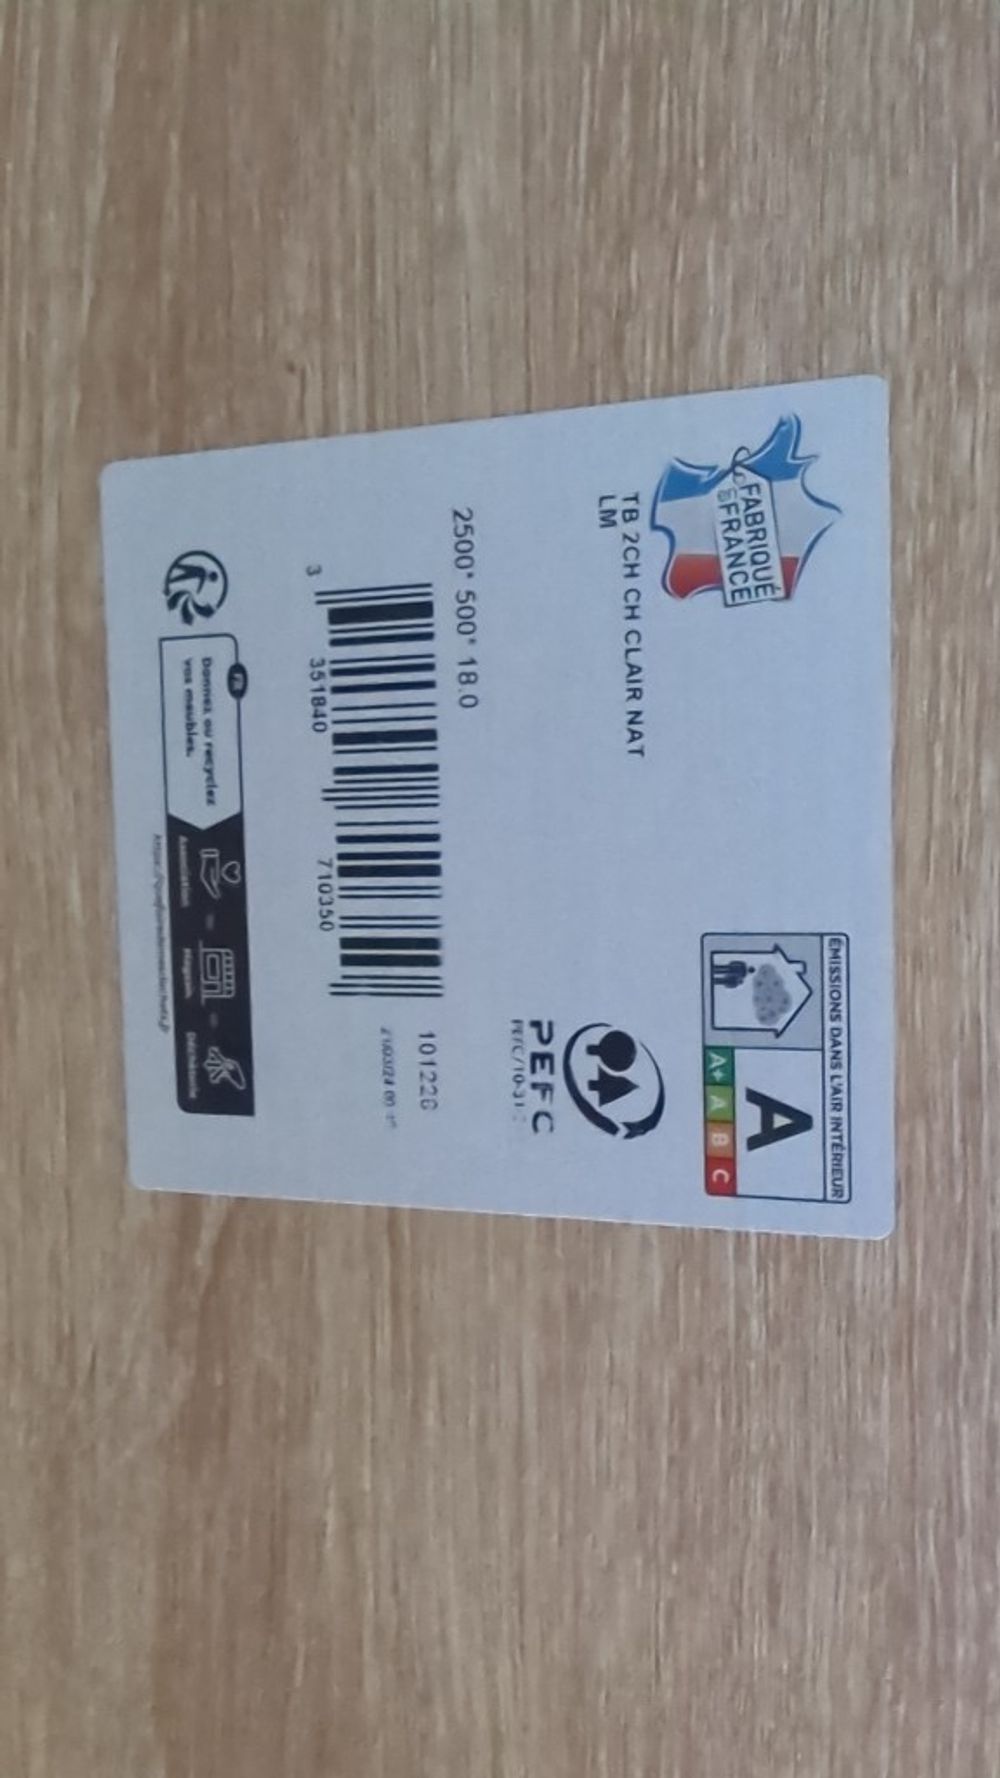 FABRIQUÉ
EN FRANCE
ÉMISSIONS DANS L'AIR INTÉRIEUR
A
A+ A B C
TB 2CH CH CLAIR NAT
LM
PEFC
2500* 500* 18.0
3 351840 710350
FR
Donnez ou recyclez
vos meubles.
Association
Magasin
Déchèterie